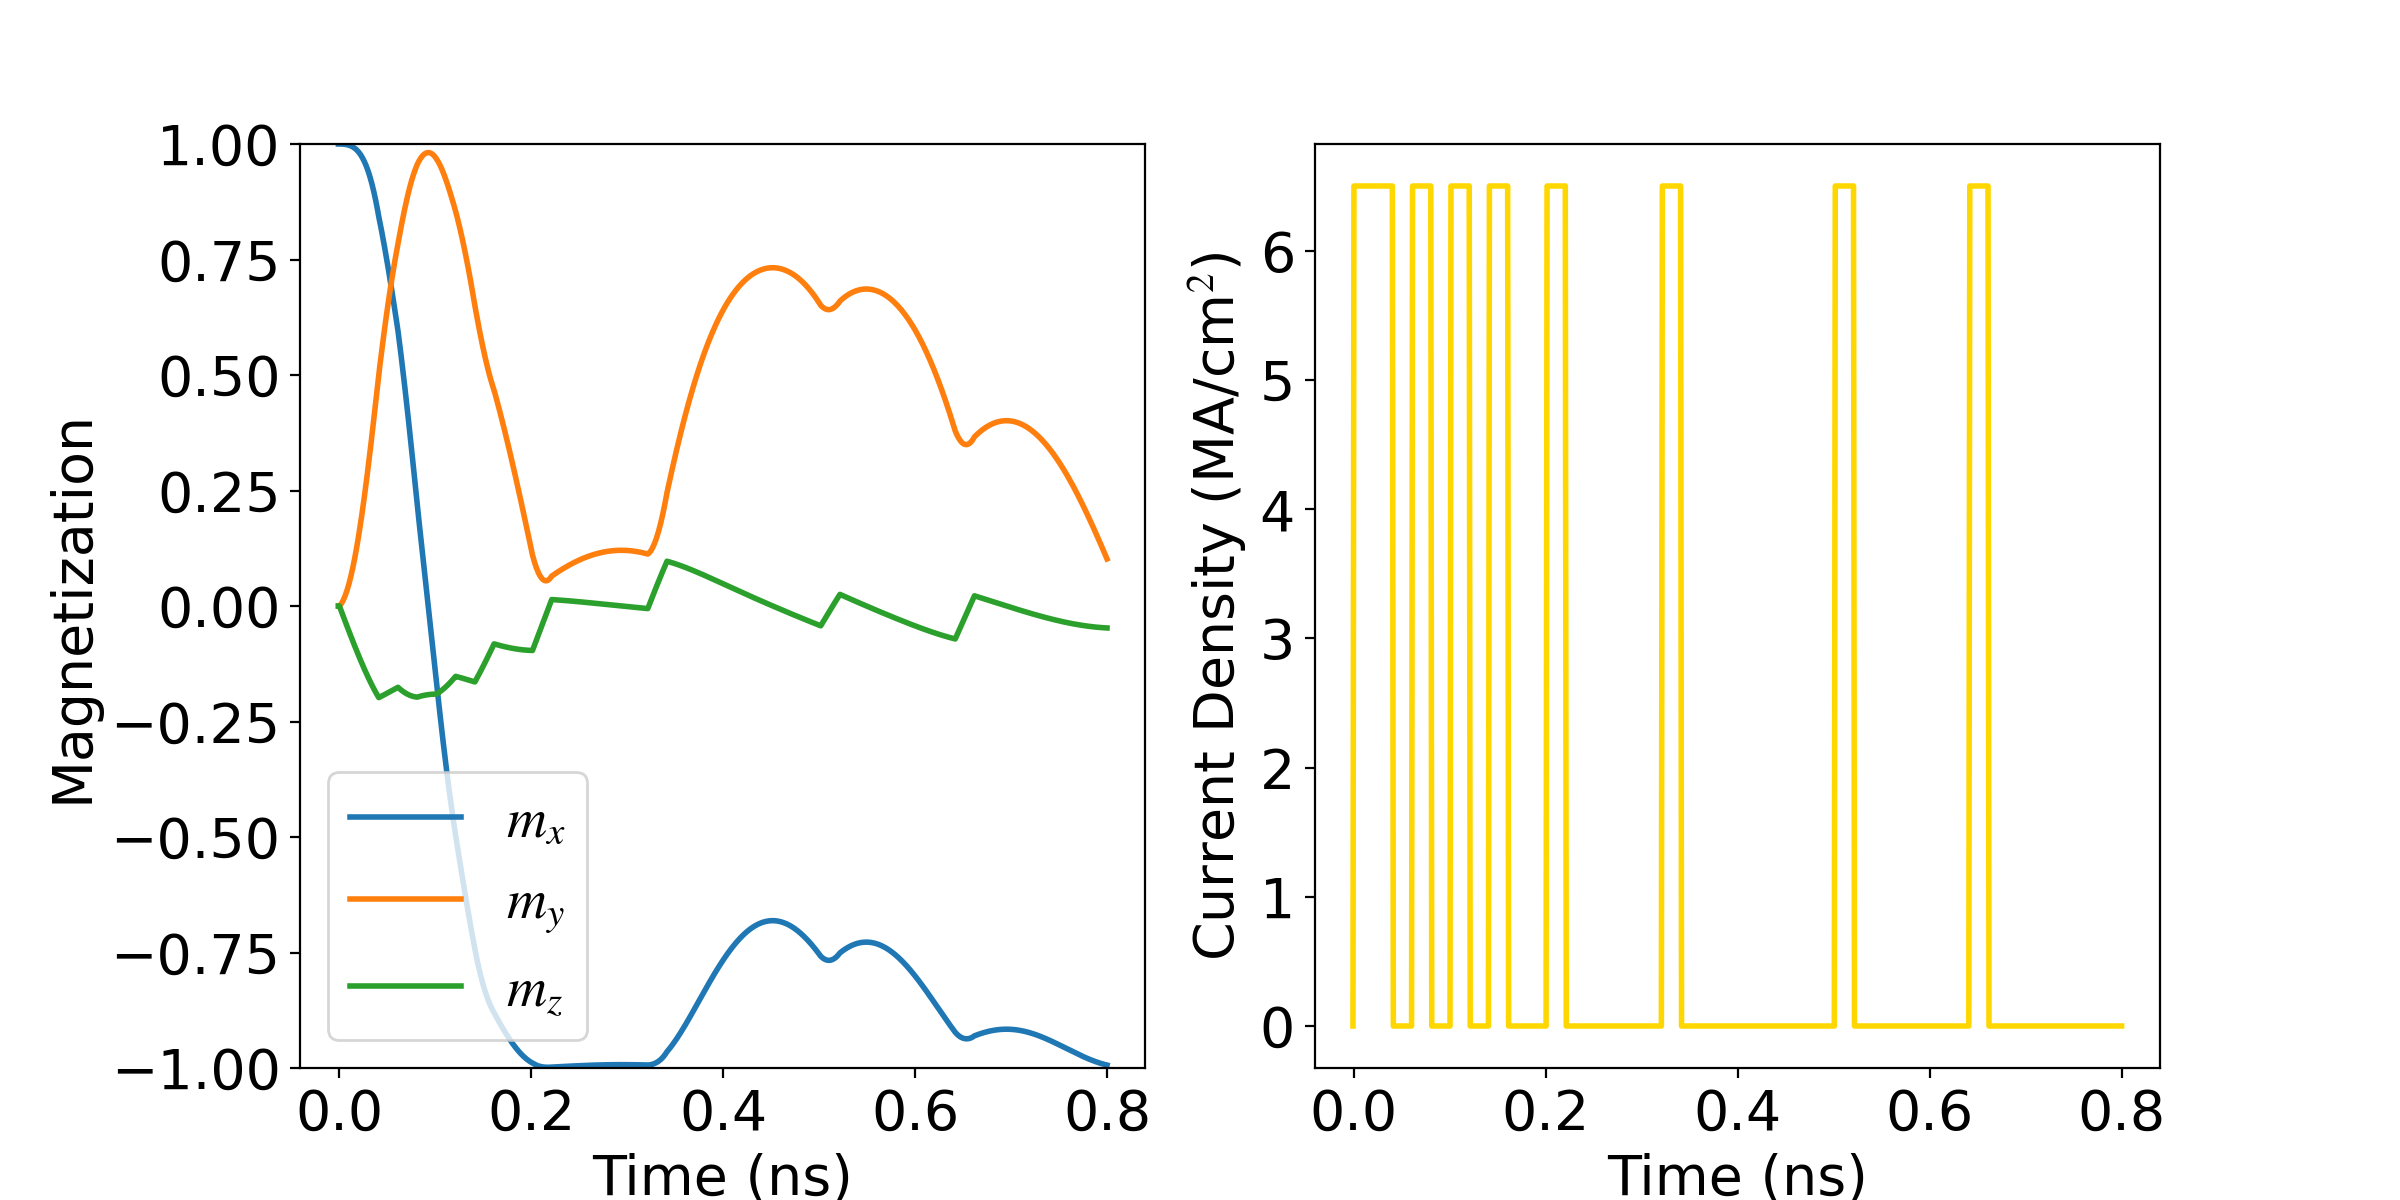 Magnetization
1.00
0.75
0.50
0.25
0.00
−0.25
−0.50
−0.75
−1.00
m_x
m_y
m_z
0.0 0.2 0.4 0.6 0.8
Time (ns)
Current Density (MA/cm²)
6
5
4
3
2
1
0
0.0 0.2 0.4 0.6 0.8
Time (ns)